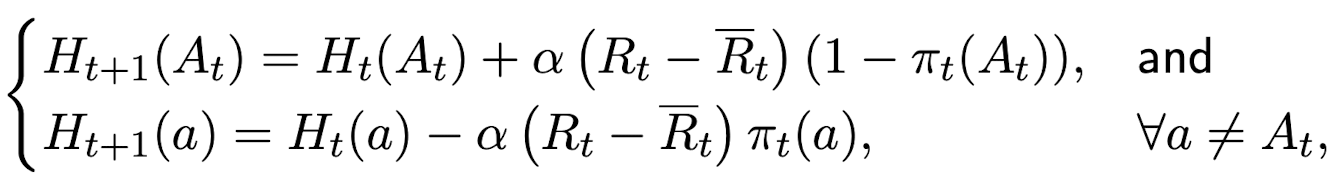 H_{t+1}(A_t) = H_t(A_t) + α (R_t − R̅_t) (1 − π_t(A_t)), and
H_{t+1}(a) = H_t(a) − α (R_t − R̅_t) π_t(a), ∀a ≠ A_t,